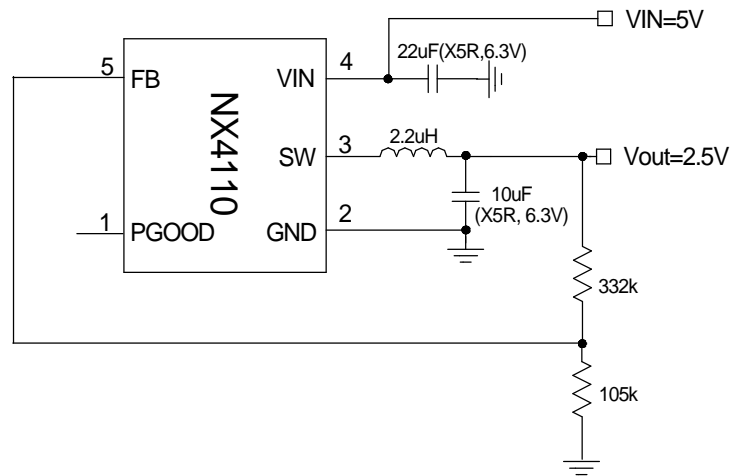 VIN=5V
22uF(X5R,6.3V)
5
FB
VIN
4
NX4110
SW
3
2.2uH
Vout=2.5V
10uF
(X5R, 6.3V)
1
PGOOD
GND
2
332k
105k